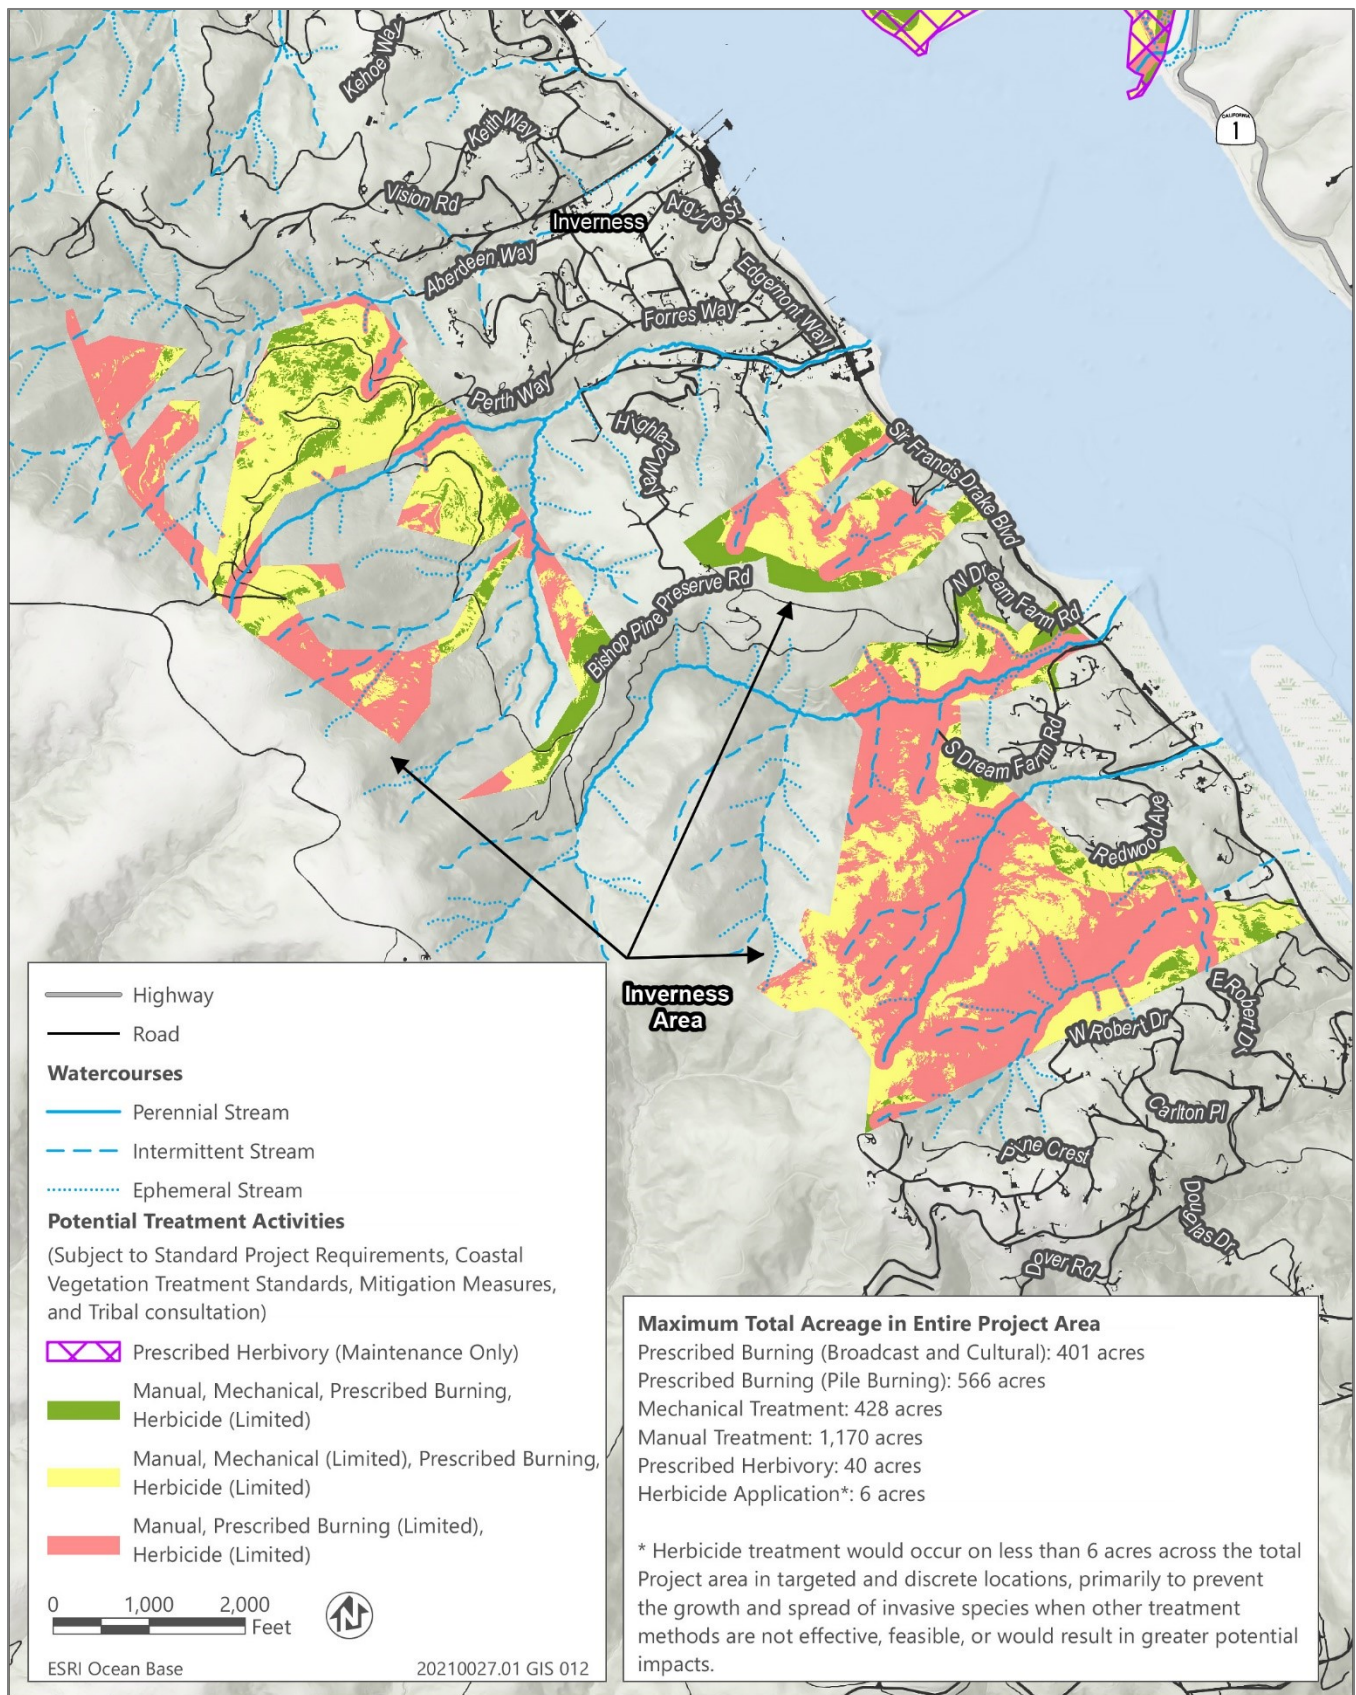 Kehoe Way
Keith Way
CALIFORNIA
1
Vision Rd
Argyle St
Inverness
Aberdeen Way
Edgemont Way
Forres Way
Perth Way
Highland Way
Sir Francis Drake Blvd
Bishop Pine Preserve Rd
N Dream Farm Rd
S Dream Farm Rd
Redwood Ave
Inverness
Area
E Robert Dr
W Robert Dr
Carlton Pl
Pine Crest
Douglas Dr
Dover Rd
Highway
Road
Watercourses
Perennial Stream
Intermittent Stream
Ephemeral Stream
Potential Treatment Activities
(Subject to Standard Project Requirements, Coastal
Vegetation Treatment Standards, Mitigation Measures,
and Tribal consultation)
Prescribed Herbivory (Maintenance Only)
Manual, Mechanical, Prescribed Burning,
Herbicide (Limited)
Manual, Mechanical (Limited), Prescribed Burning,
Herbicide (Limited)
Manual, Prescribed Burning (Limited),
Herbicide (Limited)
0 1,000 2,000
Feet
N
ESRI Ocean Base
20210027.01 GIS 012
Maximum Total Acreage in Entire Project Area
Prescribed Burning (Broadcast and Cultural): 401 acres
Prescribed Burning (Pile Burning): 566 acres
Mechanical Treatment: 428 acres
Manual Treatment: 1,170 acres
Prescribed Herbivory: 40 acres
Herbicide Application*: 6 acres
* Herbicide treatment would occur on less than 6 acres across the total
Project area in targeted and discrete locations, primarily to prevent
the growth and spread of invasive species when other treatment
methods are not effective, feasible, or would result in greater potential
impacts.